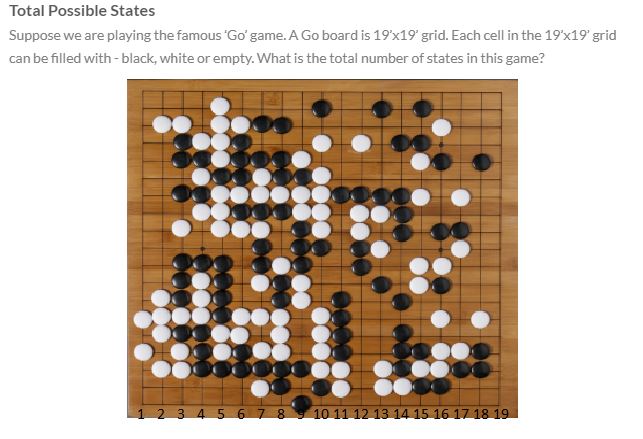 Total Possible States
Suppose we are playing the famous ‘Go’ game. A Go board is 19’x19’ grid. Each cell in the 19’x19’ grid
can be filled with - black, white or empty. What is the total number of states in this game?
1 2 3 4 5 6 7 8 9 10 11 12 13 14 15 16 17 18 19